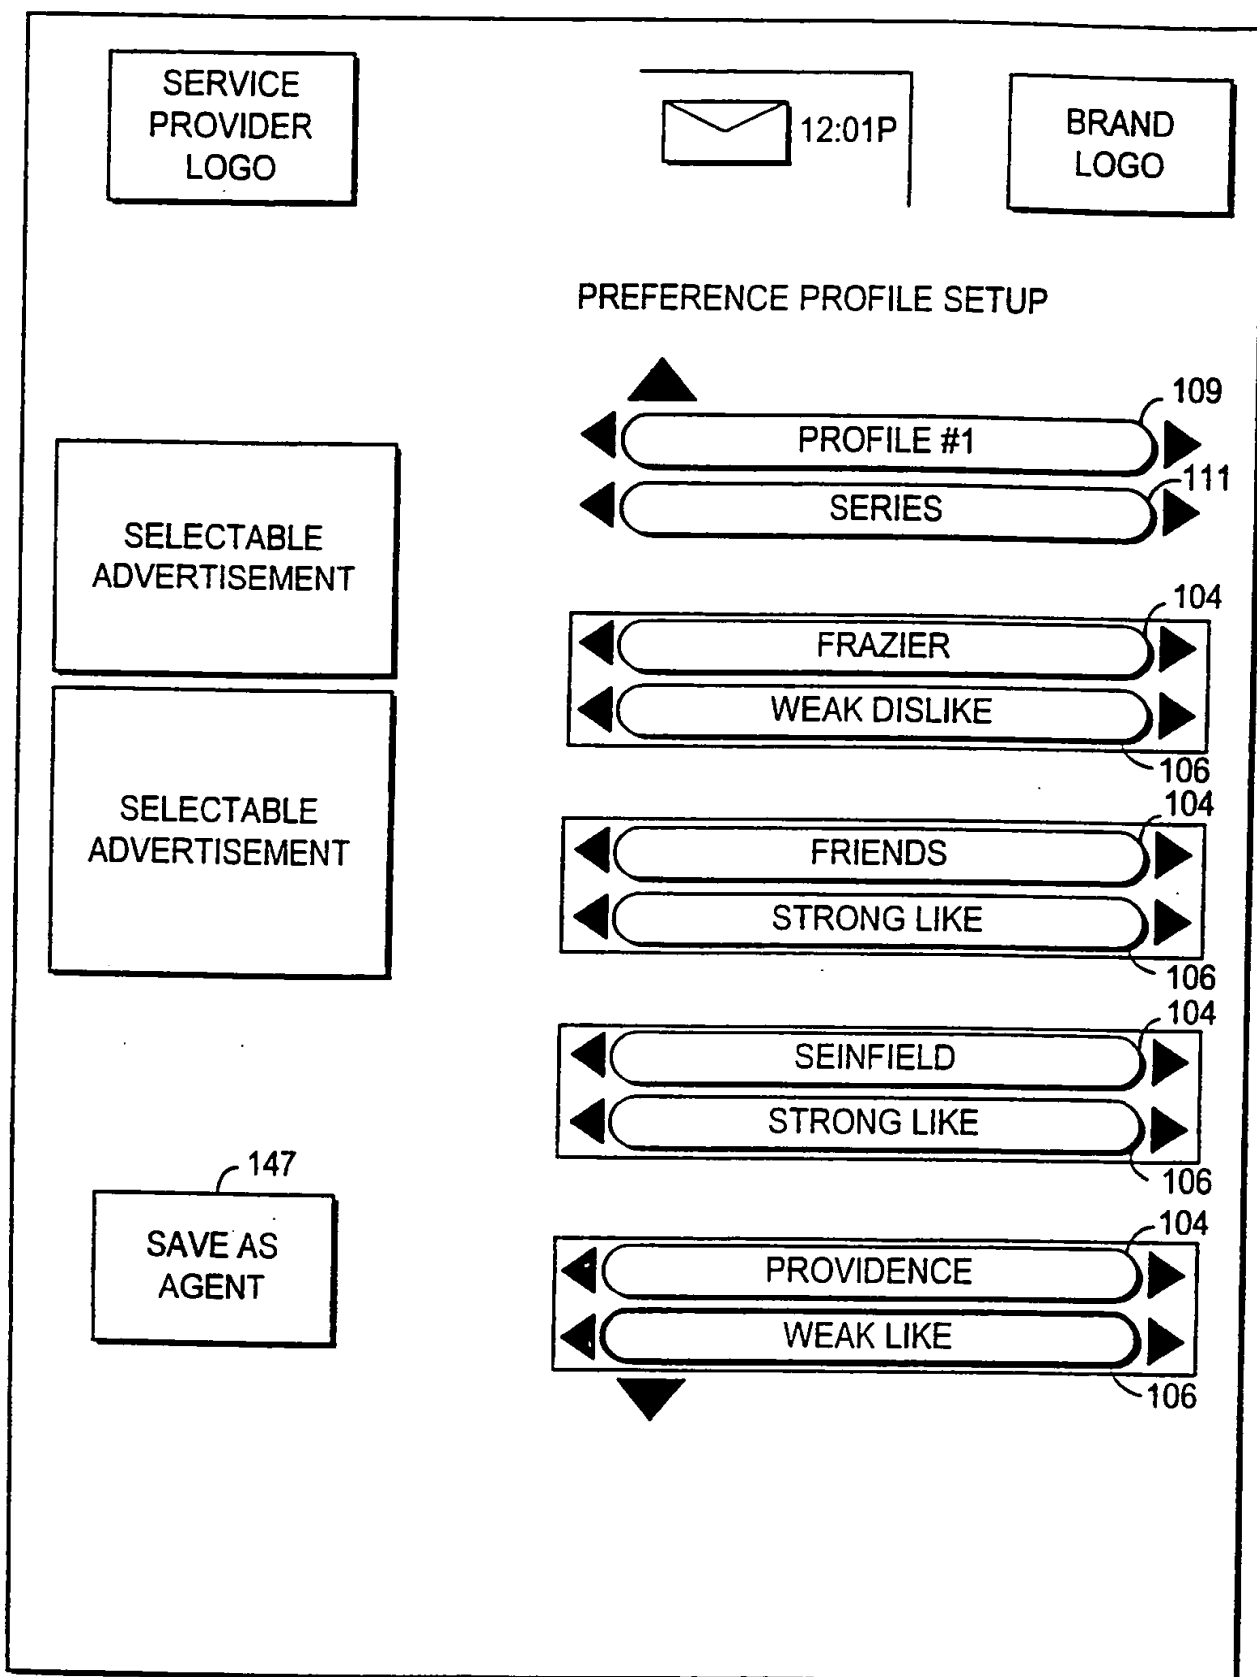 SERVICE
PROVIDER
LOGO
12:01P
BRAND
LOGO
PREFERENCE PROFILE SETUP
109
PROFILE #1
111
SERIES
SELECTABLE
ADVERTISEMENT
104
FRAZIER
WEAK DISLIKE
106
SELECTABLE
ADVERTISEMENT
104
FRIENDS
STRONG LIKE
106
104
SEINFIELD
STRONG LIKE
106
147
SAVE AS
AGENT
104
PROVIDENCE
WEAK LIKE
106